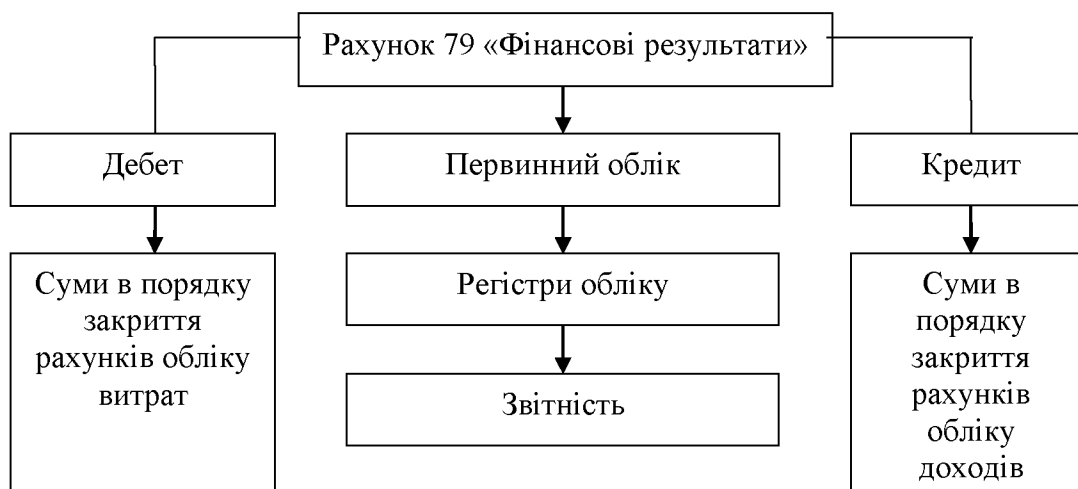 Рахунок 79 «Фінансові результати»
Дебет
Первинний облік
Кредит
Суми в порядку
закриття
рахунків обліку
витрат
Регістри обліку
Звітність
Суми в
порядку
закриття
рахунків
обліку
доходів